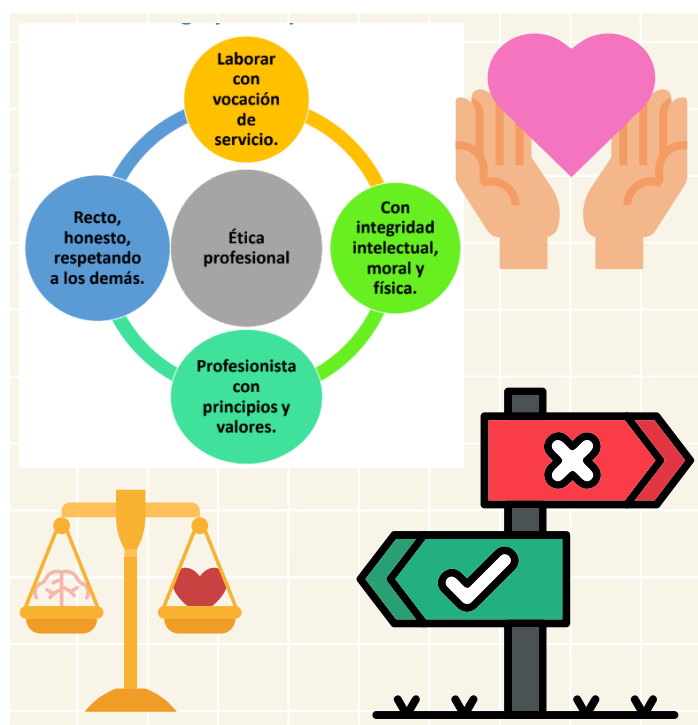 Laborar
con
vocación
de
servicio.
Recto,
honesto,
respetando
a los demás.
Ética
profesional
Con
integridad
intelectual,
moral y
física.
Profesionista
con
principios y
valores.